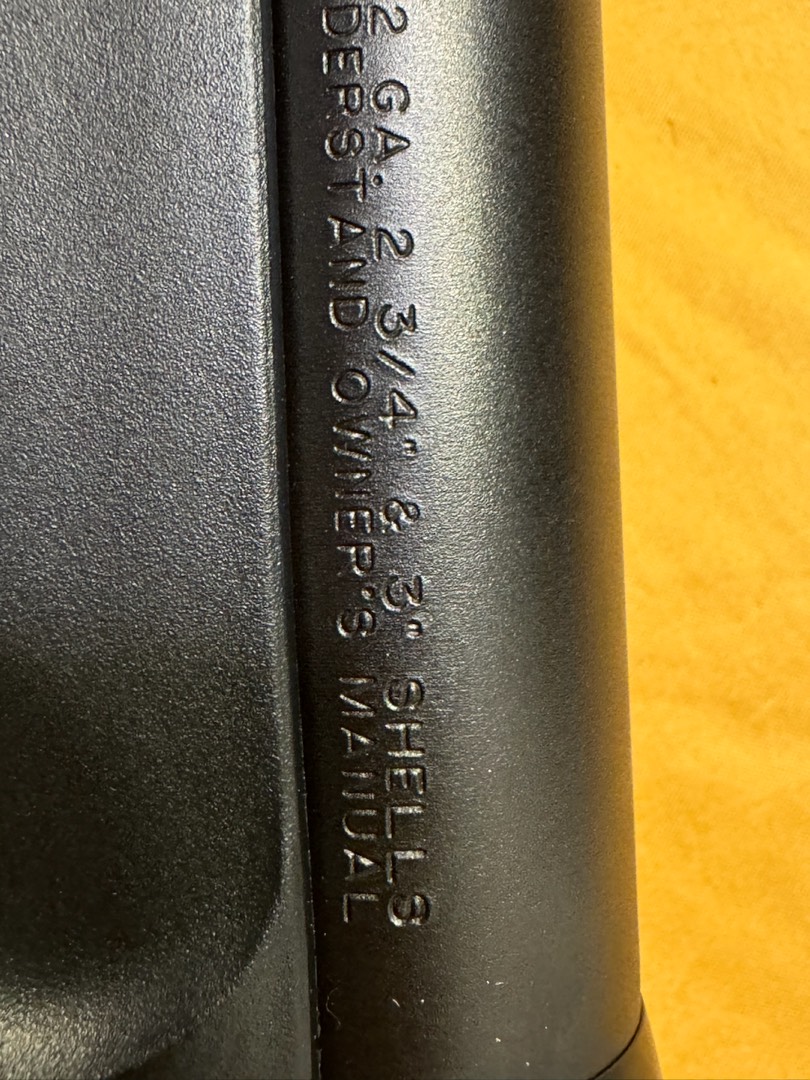 2 GA. 2 3/4" & 3" SHELLS
DERSTAND OWNER'S MANUAL